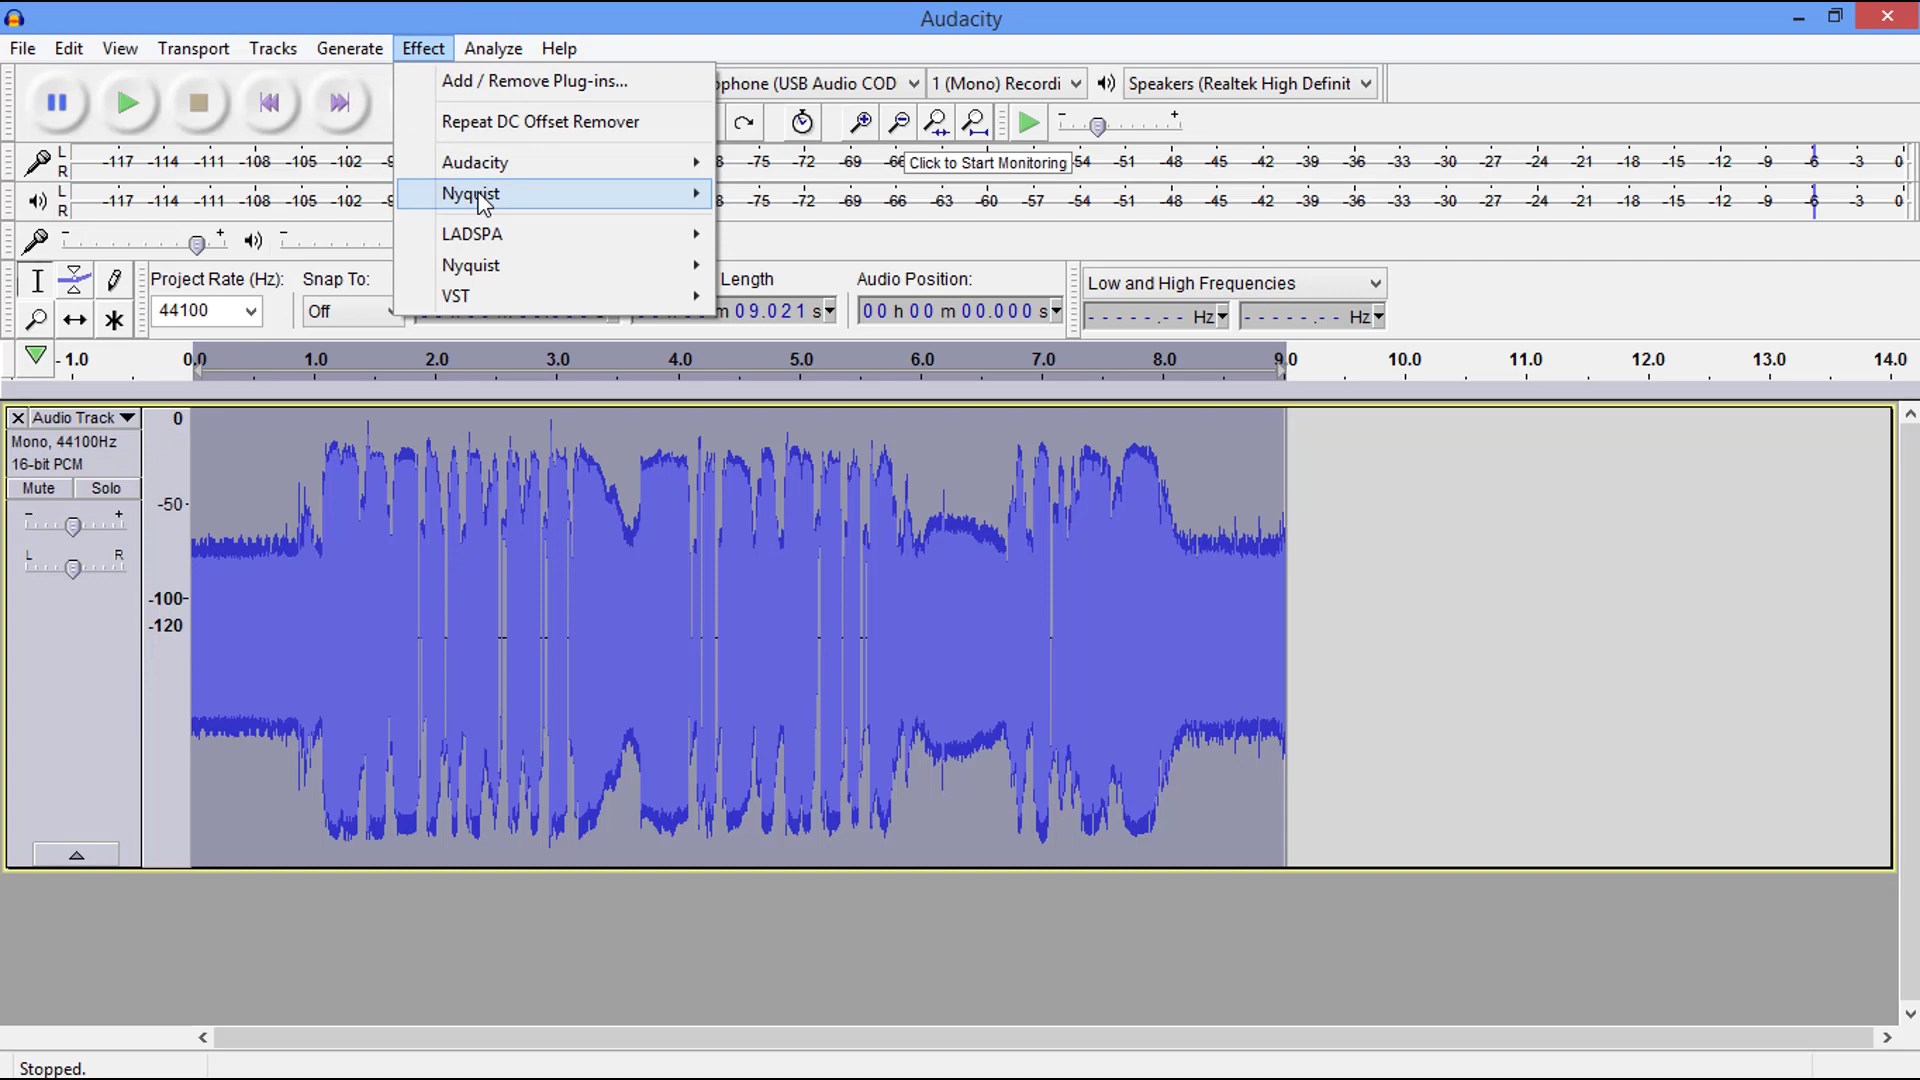 Audacity
File Edit View Transport Tracks Generate Effect Analyze Help
Add / Remove Plug-ins...
Repeat DC Offset Remover
Audacity
Nyquist
LADSPA
Nyquist
VST
phone (USB Audio COD
1 (Mono) Recordi
Speakers (Realtek High Definit
- +
L
R
-117 -114 -111 -108 -105 -102 -75 -72 -69 Click to Start Monitoring -54 -51 -48 -45 -42 -39 -36 -33 -30 -27 -24 -21 -18 -15 -12 -9 -6 -3 0
L
R
-117 -114 -111 -108 -105 -102 -75 -72 -69 -66 -63 -60 -57 -54 -51 -48 -45 -42 -39 -36 -33 -30 -27 -24 -21 -18 -15 -12 -9 -6 -3 0
- + -
Project Rate (Hz): Snap To: Length Audio Position: Low and High Frequencies
44100 Off m 09.021 s 00 h 00 m 00.000 s - - - - - . - - Hz - - - - - . - - Hz
-1.0 0.0 1.0 2.0 3.0 4.0 5.0 6.0 7.0 8.0 9.0 10.0 11.0 12.0 13.0 14.0
Audio Track
Mono, 44100Hz
16-bit PCM
Mute Solo
- +
L R
0
-50
-100
-120
Stopped.